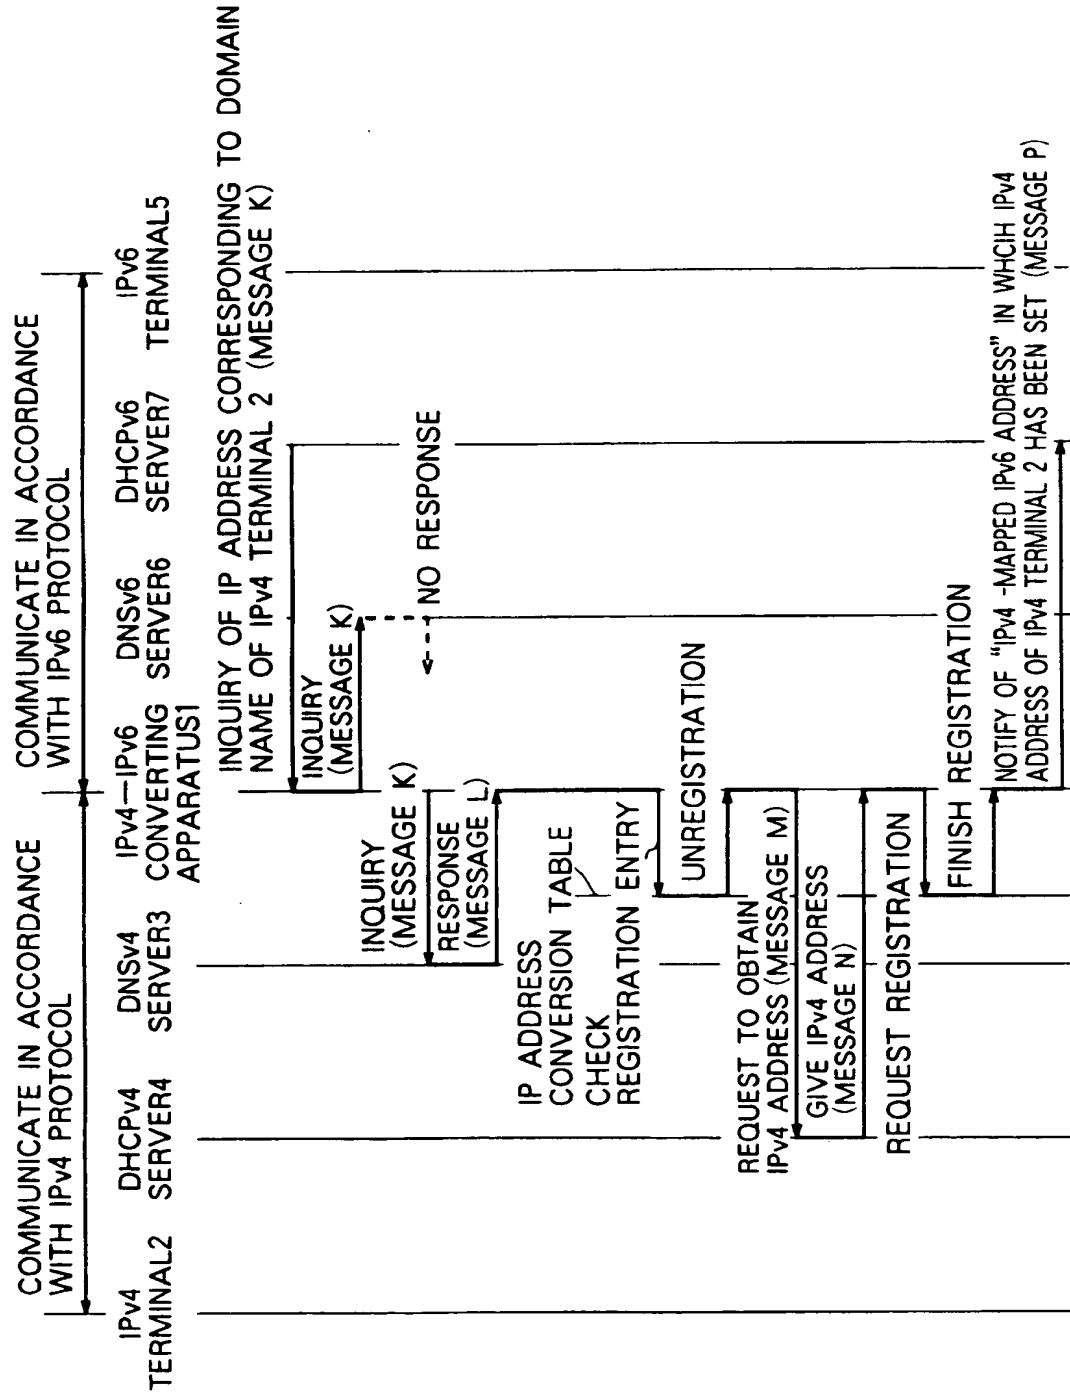 COMMUNICATE IN ACCORDANCE
WITH IPv4 PROTOCOL
COMMUNICATE IN ACCORDANCE
WITH IPv6 PROTOCOL
IPv4
TERMINAL2
DHCPv4
SERVER4
DNSv4
SERVER3
IPv4—IPv6
CONVERTING
APPARATUS1
DNSv6
SERVER6
DHCPv6
SERVER7
IPv6
TERMINAL5
INQUIRY OF IP ADDRESS CORRESPONDING TO DOMAIN
NAME OF IPv4 TERMINAL 2 (MESSAGE K)
INQUIRY
(MESSAGE K)
NO RESPONSE
INQUIRY
(MESSAGE K)
RESPONSE
(MESSAGE L)
IP ADDRESS
CONVERSION TABLE
CHECK
REGISTRATION ENTRY
UNREGISTRATION
REQUEST TO OBTAIN
IPv4 ADDRESS (MESSAGE M)
GIVE IPv4 ADDRESS
(MESSAGE N)
REQUEST REGISTRATION
FINISH REGISTRATION
NOTIFY OF "IPv4 -MAPPED IPv6 ADDRESS" IN WHCIH IPv4
ADDRESS OF IPv4 TERMINAL 2 HAS BEEN SET (MESSAGE P)